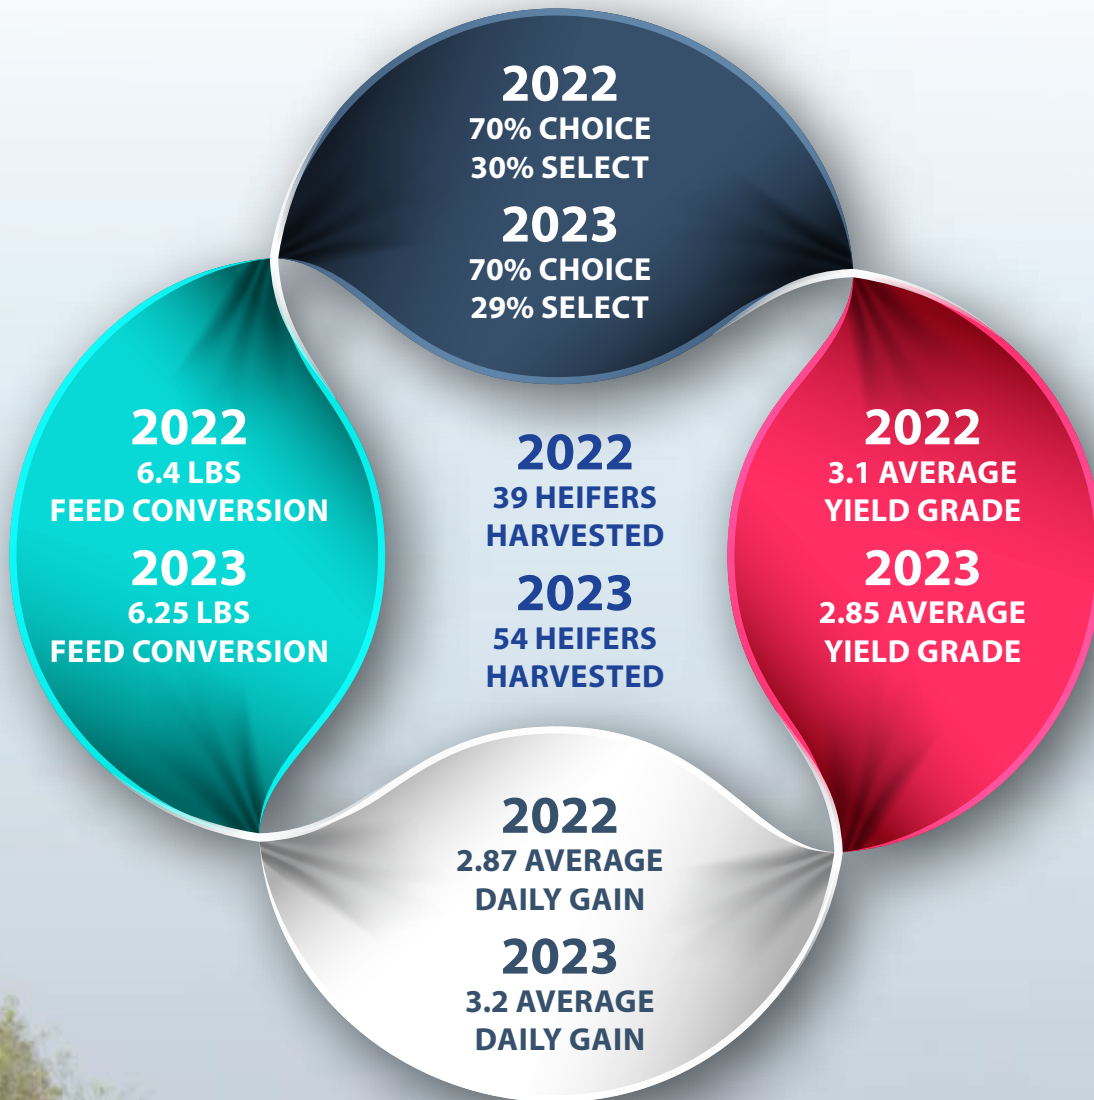 2022
70% CHOICE
30% SELECT
2023
70% CHOICE
29% SELECT
2022
6.4 LBS
FEED CONVERSION
2023
6.25 LBS
FEED CONVERSION
2022
39 HEIFERS
HARVESTED
2023
54 HEIFERS
HARVESTED
2022
3.1 AVERAGE
YIELD GRADE
2023
2.85 AVERAGE
YIELD GRADE
2022
2.87 AVERAGE
DAILY GAIN
2023
3.2 AVERAGE
DAILY GAIN